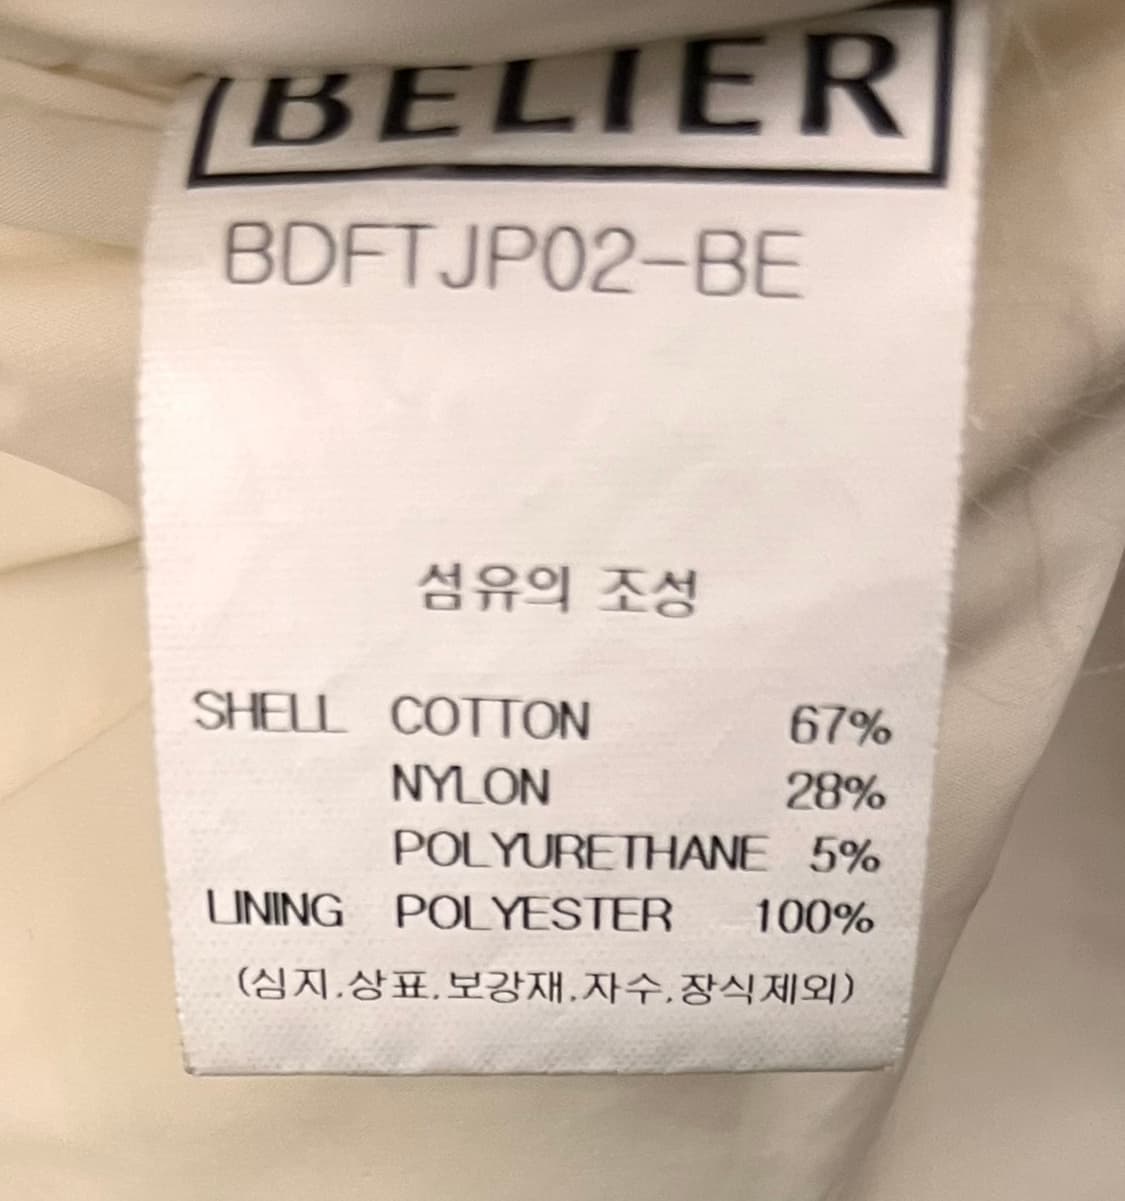 BELIER
BDFTJP02-BE
섬유의 조성
SHELL COTTON 67%
NYLON 28%
POLYURETHANE 5%
LINING POLYESTER 100%
(심지.상표.보강재.자수.장식제외)